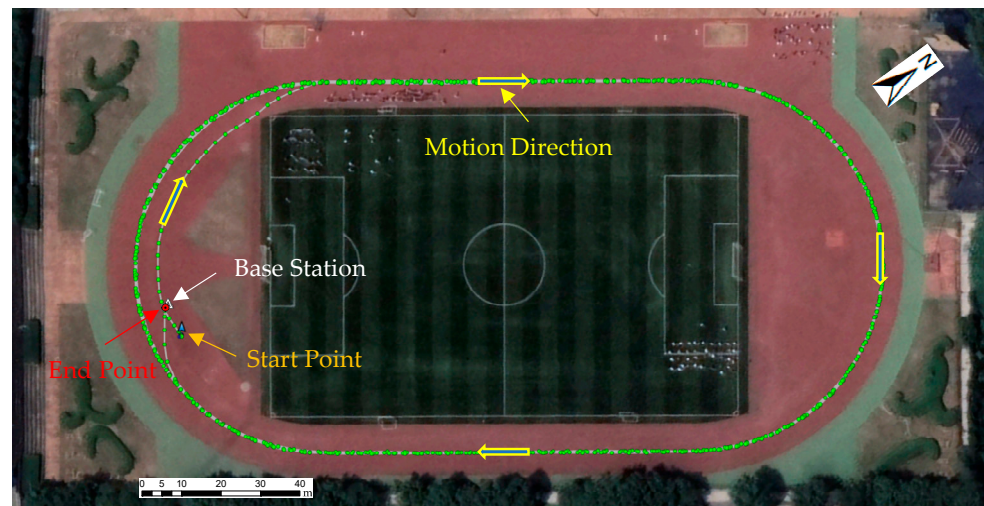 N
Motion Direction
Base Station
Start Point
End Point
0 5 10 20 30 40
m